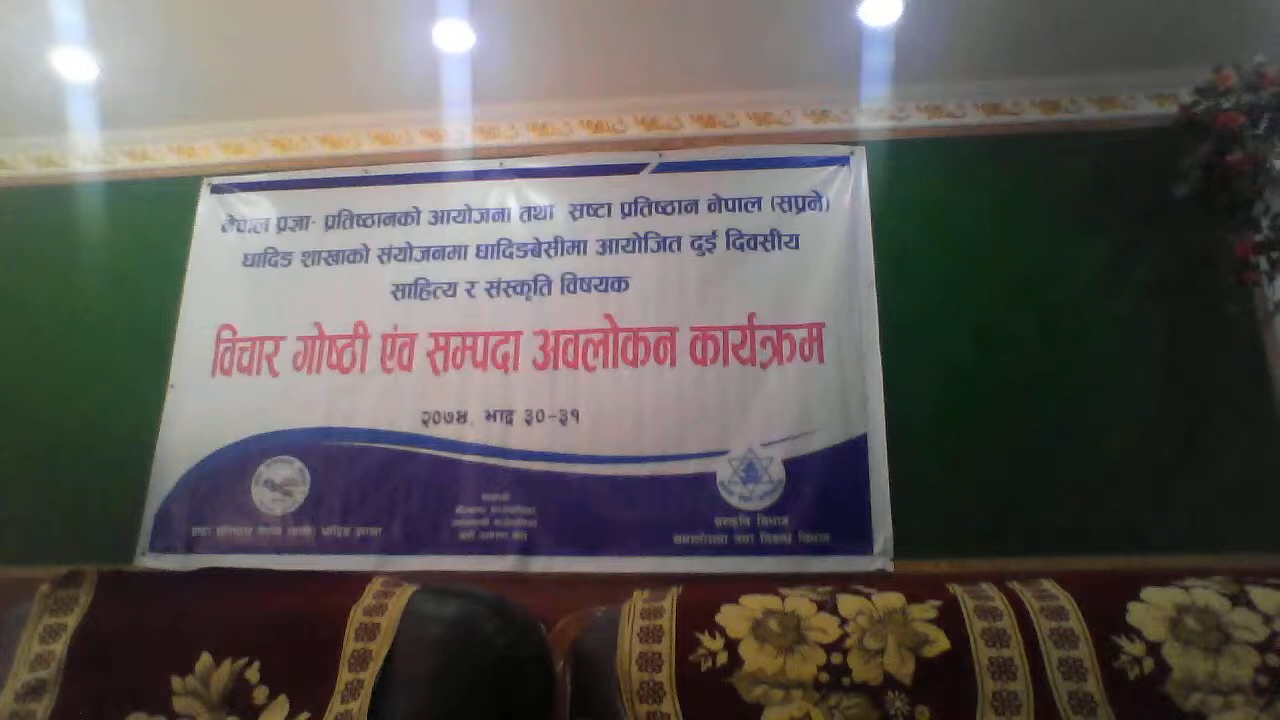 नेपाल प्रज्ञा- प्रतिष्ठानको आयोजना तथा स्रष्टा प्रतिष्ठान नेपाल (सप्रने)
धादिङ शाखाको संयोजनमा धादिङबेसीमा आयोजित दुई दिवसीय
साहित्य र संस्कृति विषयक
विचार गोष्ठी एंव सम्पदा अवलोकन कार्यक्रम
२०७४, भाद्र ३०-३१
संस्कृति विभाग